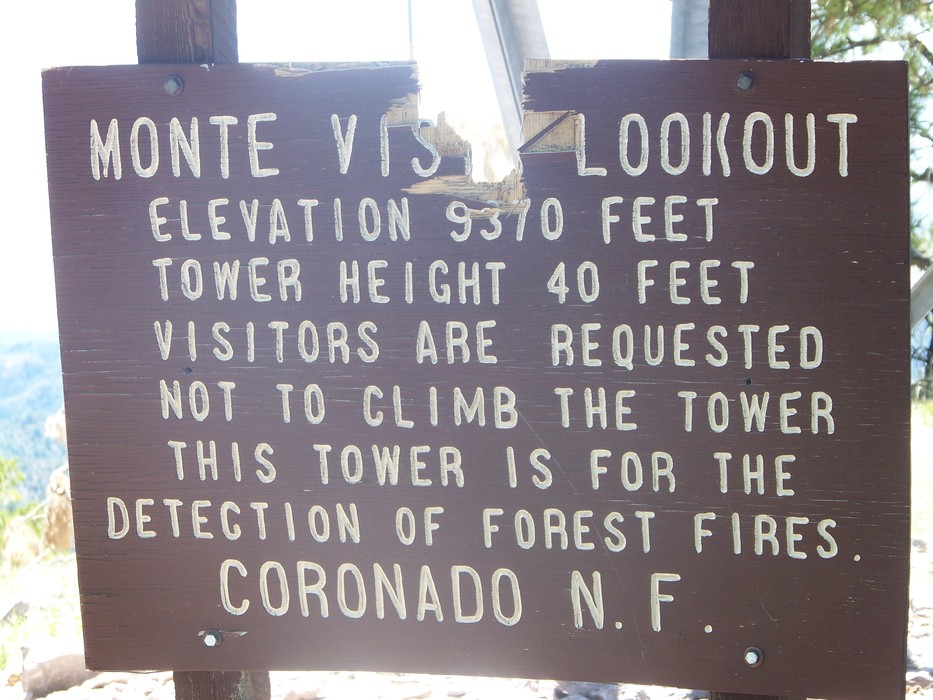 MONTE VIS LOOKOUT
ELEVATION 9370 FEET
TOWER HEIGHT 40 FEET
VISITORS ARE REQUESTED
NOT TO CLIMB THE TOWER
THIS TOWER IS FOR THE
DETECTION OF FOREST FIRES.
CORONADO N.F.